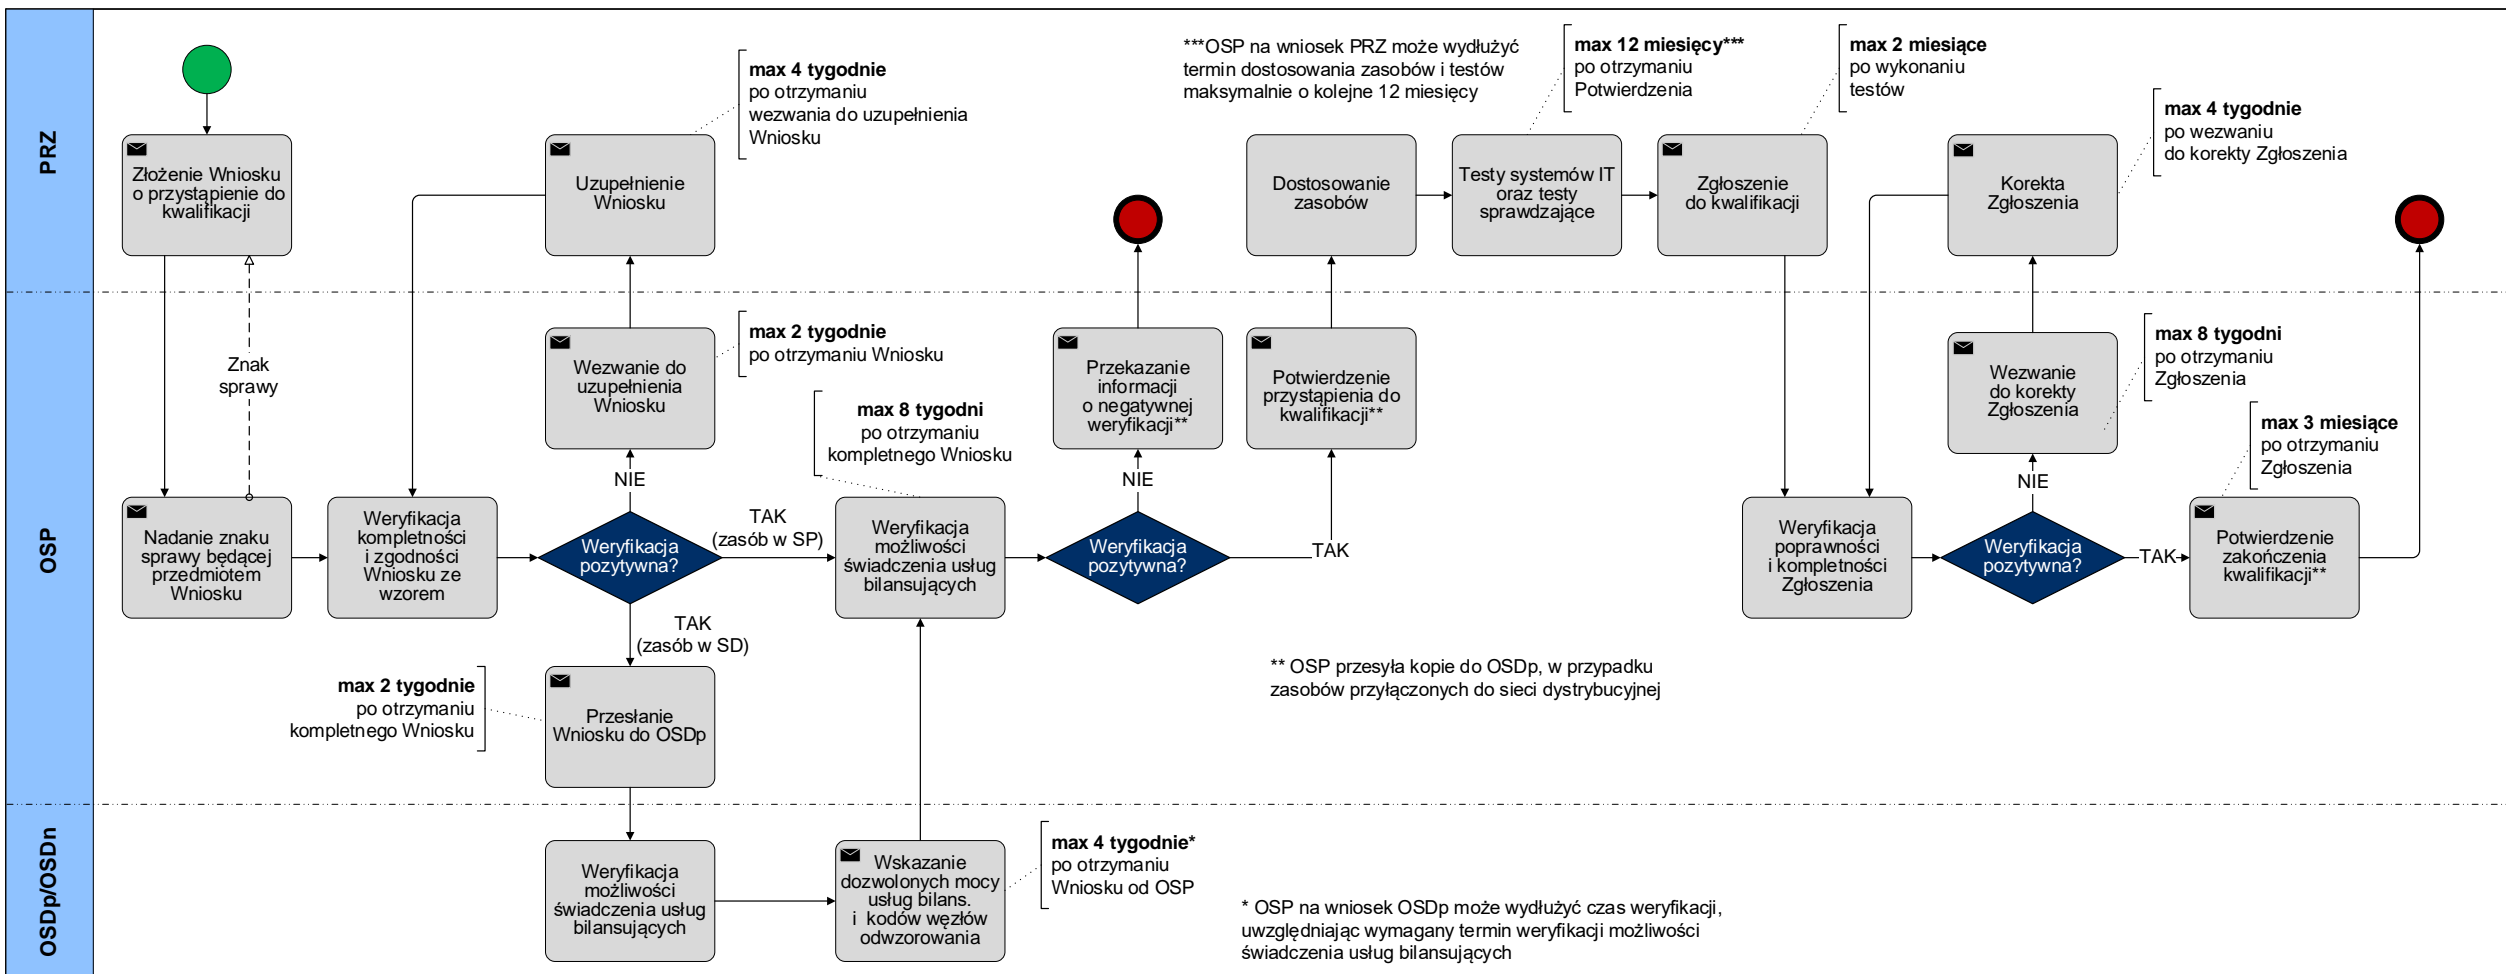 PRZ
Złożenie Wniosku
o przystąpienie do
kwalifikacji
max 4 tygodnie
po otrzymaniu
wezwania do uzupełnienia
Wniosku
Uzupełnienie
Wniosku
***OSP na wniosek PRZ może wydłużyć
termin dostosowania zasobów i testów
maksymalnie o kolejne 12 miesięcy
max 12 miesięcy***
po otrzymaniu
Potwierdzenia
max 2 miesiące
po wykonaniu
testów
max 4 tygodnie
po wezwaniu
do korekty Zgłoszenia
Dostosowanie
zasobów
Testy systemów IT
oraz testy
sprawdzające
Zgłoszenie
do kwalifikacji
Korekta
Zgłoszenia
OSP
Znak
sprawy
Nadanie znaku
sprawy będącej
przedmiotem
Wniosku
Weryfikacja
kompletności
i zgodności
Wniosku ze
wzorem
Wezwanie do
uzupełnienia
Wniosku
max 2 tygodnie
po otrzymaniu Wniosku
NIE
Weryfikacja
pozytywna?
TAK
(zasób w SP)
TAK
(zasób w SD)
max 8 tygodni
po otrzymaniu
kompletnego Wniosku
Weryfikacja
możliwości
świadczenia usług
bilansujących
Przekazanie
informacji
o negatywnej
weryfikacji**
NIE
Weryfikacja
pozytywna?
TAK
Potwierdzenie
przystąpienia do
kwalifikacji**
Weryfikacja
poprawności
i kompletności
Zgłoszenia
Wezwanie
do korekty
Zgłoszenia
max 8 tygodni
po otrzymaniu
Zgłoszenia
NIE
Weryfikacja
pozytywna?
TAK
max 3 miesiące
po otrzymaniu
Zgłoszenia
Potwierdzenie
zakończenia
kwalifikacji**
max 2 tygodnie
po otrzymaniu
kompletnego Wniosku
Przesłanie
Wniosku do OSDp
** OSP przesyła kopie do OSDp, w przypadku
zasobów przyłączonych do sieci dystrybucyjnej
OSDp/OSDn
Weryfikacja
możliwości
świadczenia usług
bilansujących
Wskazanie
dozwolonych mocy
usług bilans.
i kodów węzłów
odwzorowania
max 4 tygodnie*
po otrzymaniu
Wniosku od OSP
* OSP na wniosek OSDp może wydłużyć czas weryfikacji,
uwzględniając wymagany termin weryfikacji możliwości
świadczenia usług bilansujących